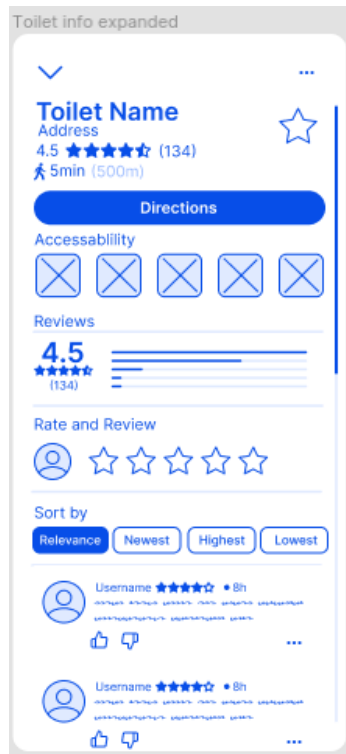 Toilet info expanded
Toilet Name
Address
4.5 (134)
5min (500m)
Directions
Accessablility
Reviews
4.5
(134)
Rate and Review
Sort by
Relevance Newest Highest Lowest
Username • 8h
Username • 8h